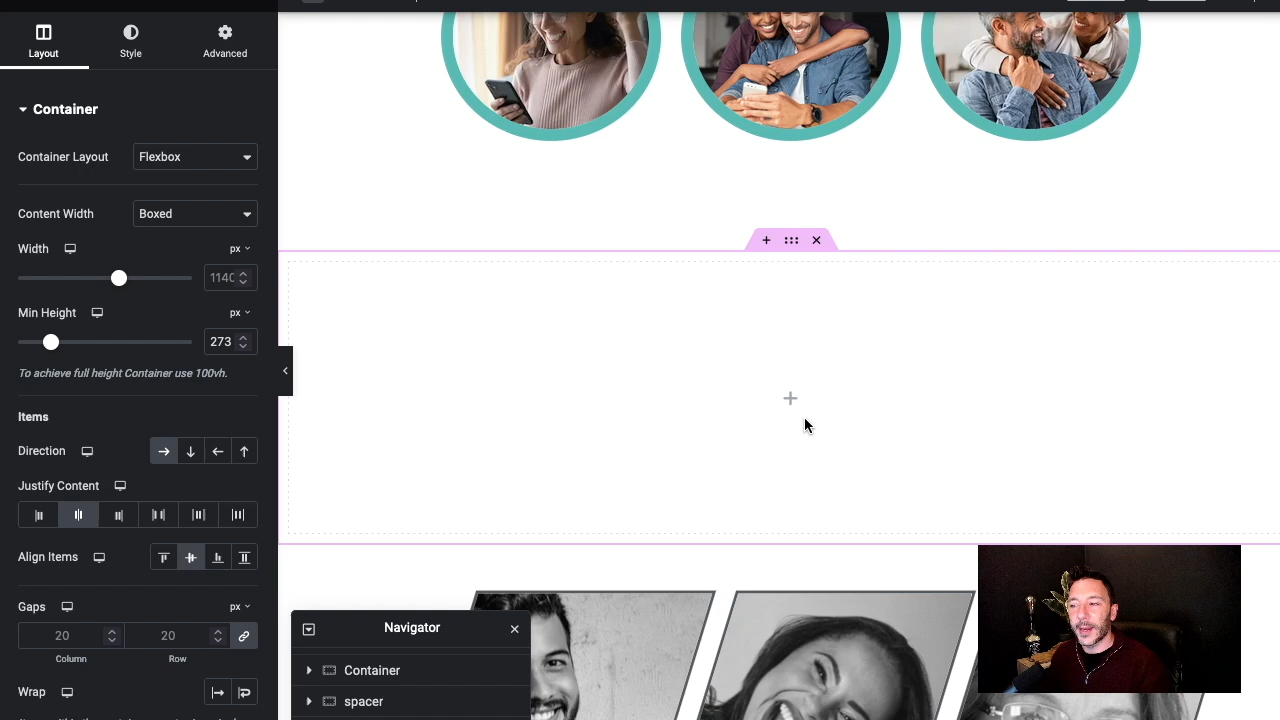 Layout
Style
Advanced
Container
Container Layout
Flexbox
Content Width
Boxed
Width
px
1140
Min Height
px
273
To achieve full height Container use 100vh.
Items
Direction
Justify Content
Align Items
Gaps
px
20
20
Column
Row
Wrap
Navigator
Container
spacer